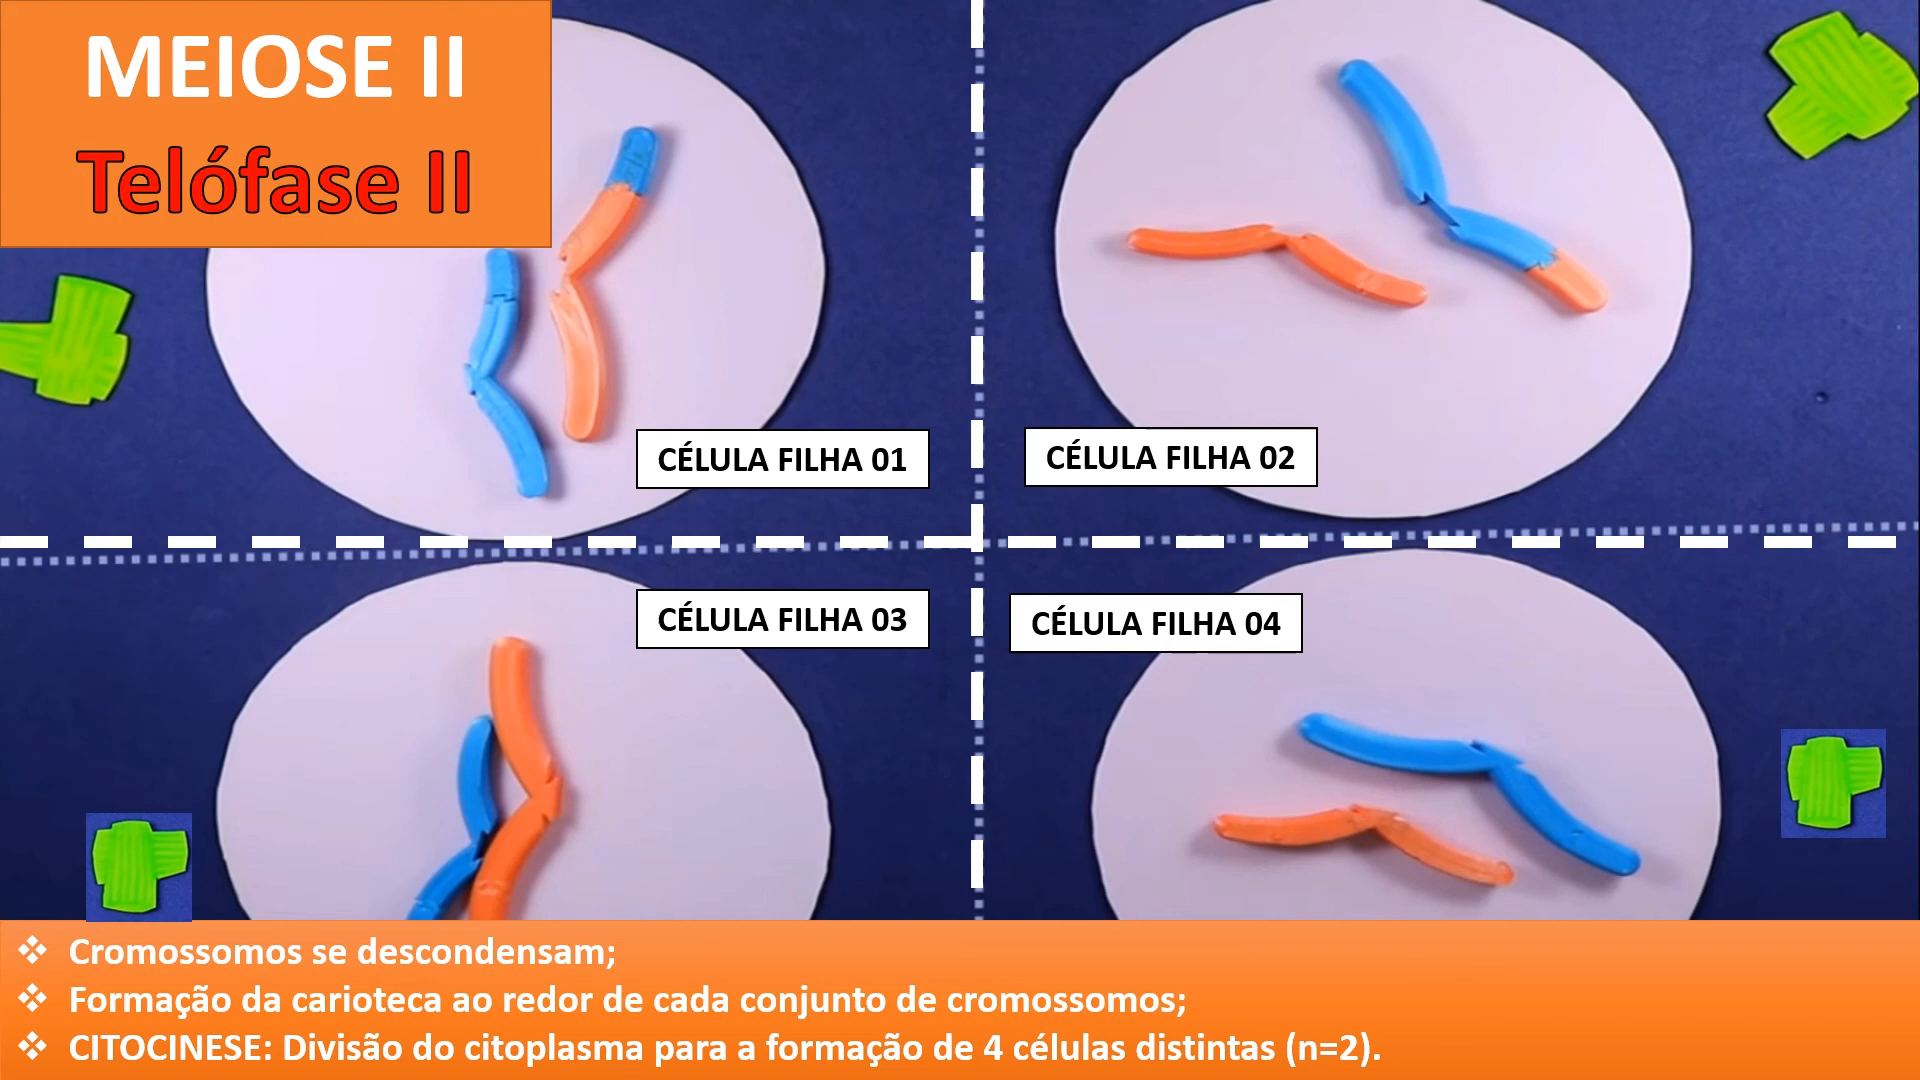 MEIOSE II
Telófase II
CÉLULA FILHA 01
CÉLULA FILHA 02
CÉLULA FILHA 03
CÉLULA FILHA 04
❖ Cromossomos se descondensam;
❖ Formação da carioteca ao redor de cada conjunto de cromossomos;
❖ CITOCINESE: Divisão do citoplasma para a formação de 4 células distintas (n=2).